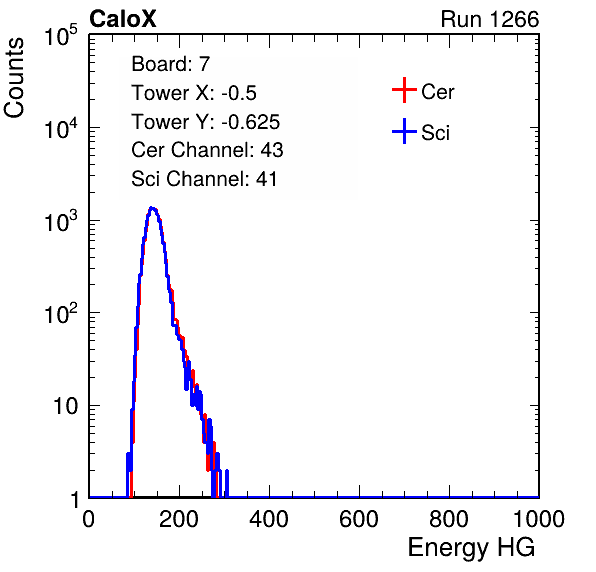 CaloX Run 1266
Counts
Board: 7
Tower X: -0.5
Tower Y: -0.625
Cer Channel: 43
Sci Channel: 41
Cer
Sci
10^5
10^4
10^3
10^2
10
1
0 200 400 600 800 1000
Energy HG